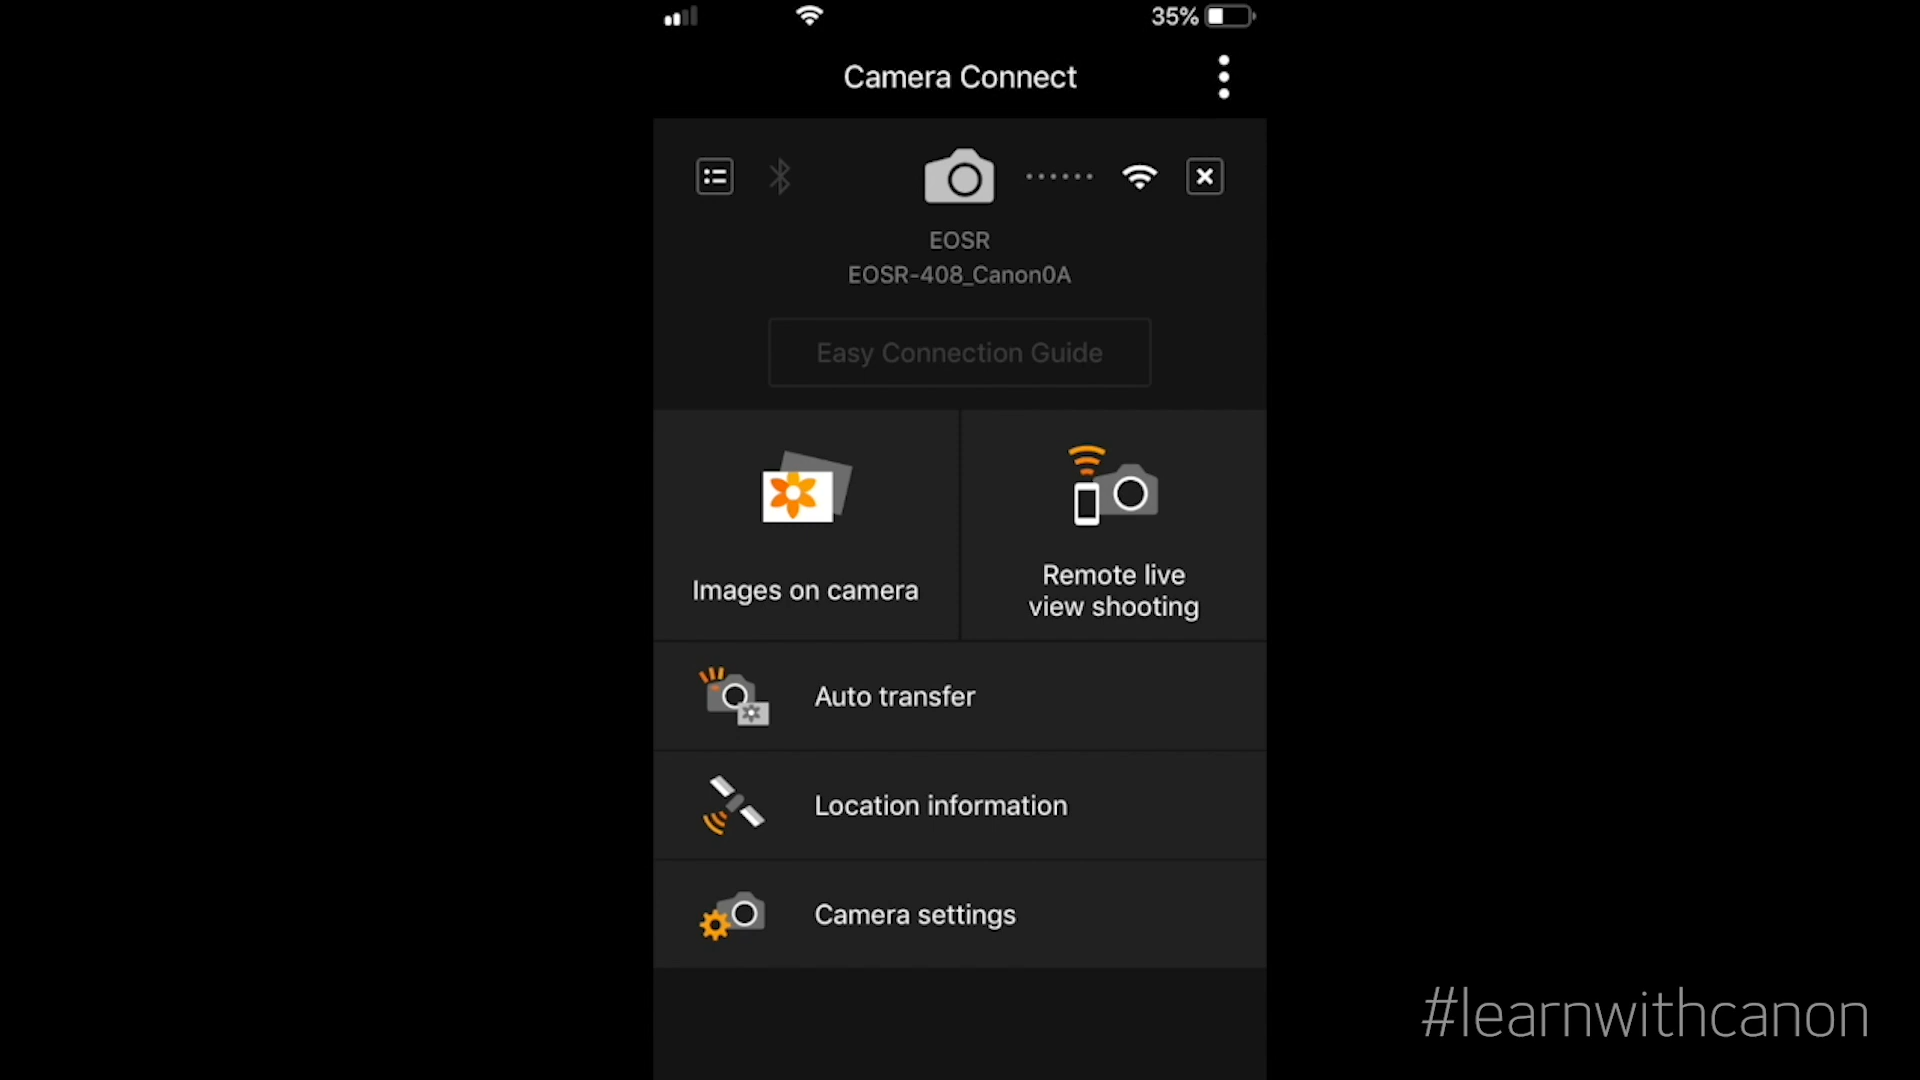 35%
Camera Connect
EOSR
EOSR-408_Canon0A
Easy Connection Guide
Images on camera
Remote live
view shooting
Auto transfer
Location information
Camera settings
#learnwithcanon